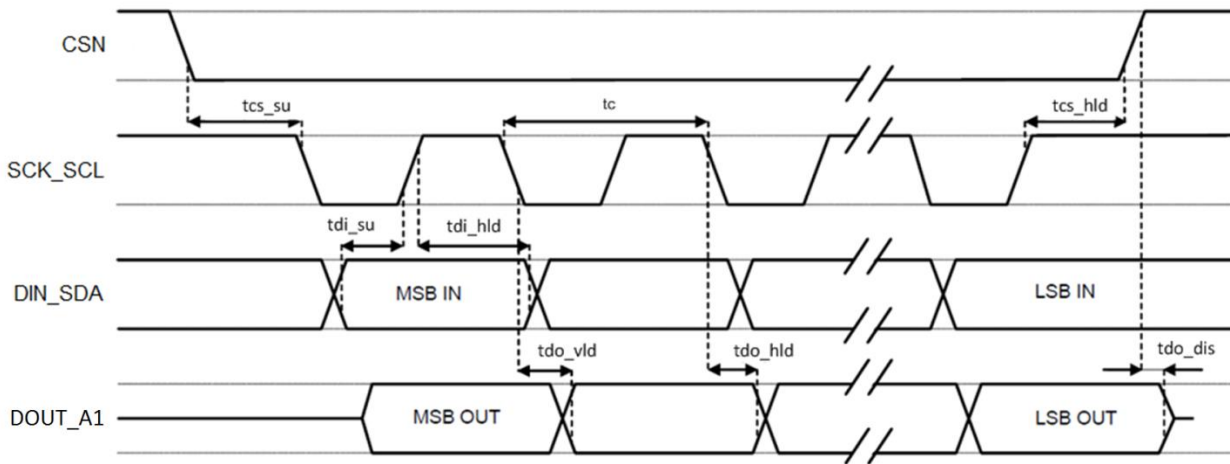 CSN
tcs_su
tc
tcs_hld
SCK_SCL
tdi_su
tdi_hld
DIN_SDA
MSB IN
LSB IN
tdo_vld
tdo_hld
tdo_dis
DOUT_A1
MSB OUT
LSB OUT